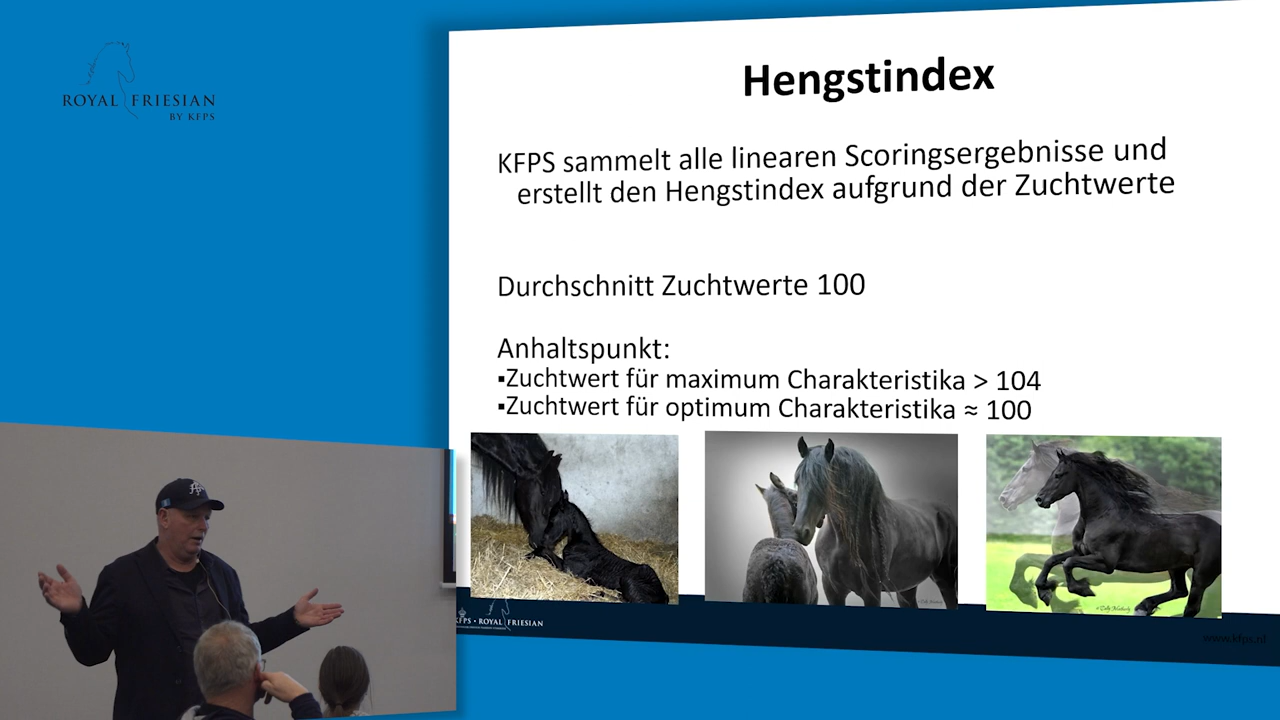 ROYAL FRIESIAN
BY KFPS
Hengstindex
KFPS sammelt alle linearen Scoringsergebnisse und
erstellt den Hengstindex aufgrund der Zuchtwerte
Durchschnitt Zuchtwerte 100
Anhaltspunkt:
▪Zuchtwert für maximum Charakteristika > 104
▪Zuchtwert für optimum Charakteristika ≈ 100
KFPS • ROYAL FRIESIAN
www.kfps.nl